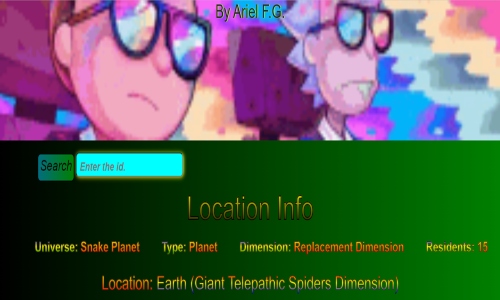 By Ariel F.G.
Search Enter the id.
Location Info
Universe: Snake Planet Type: Planet Dimension: Replacement Dimension Residents: 15
Location: Earth (Giant Telepathic Spiders Dimension)